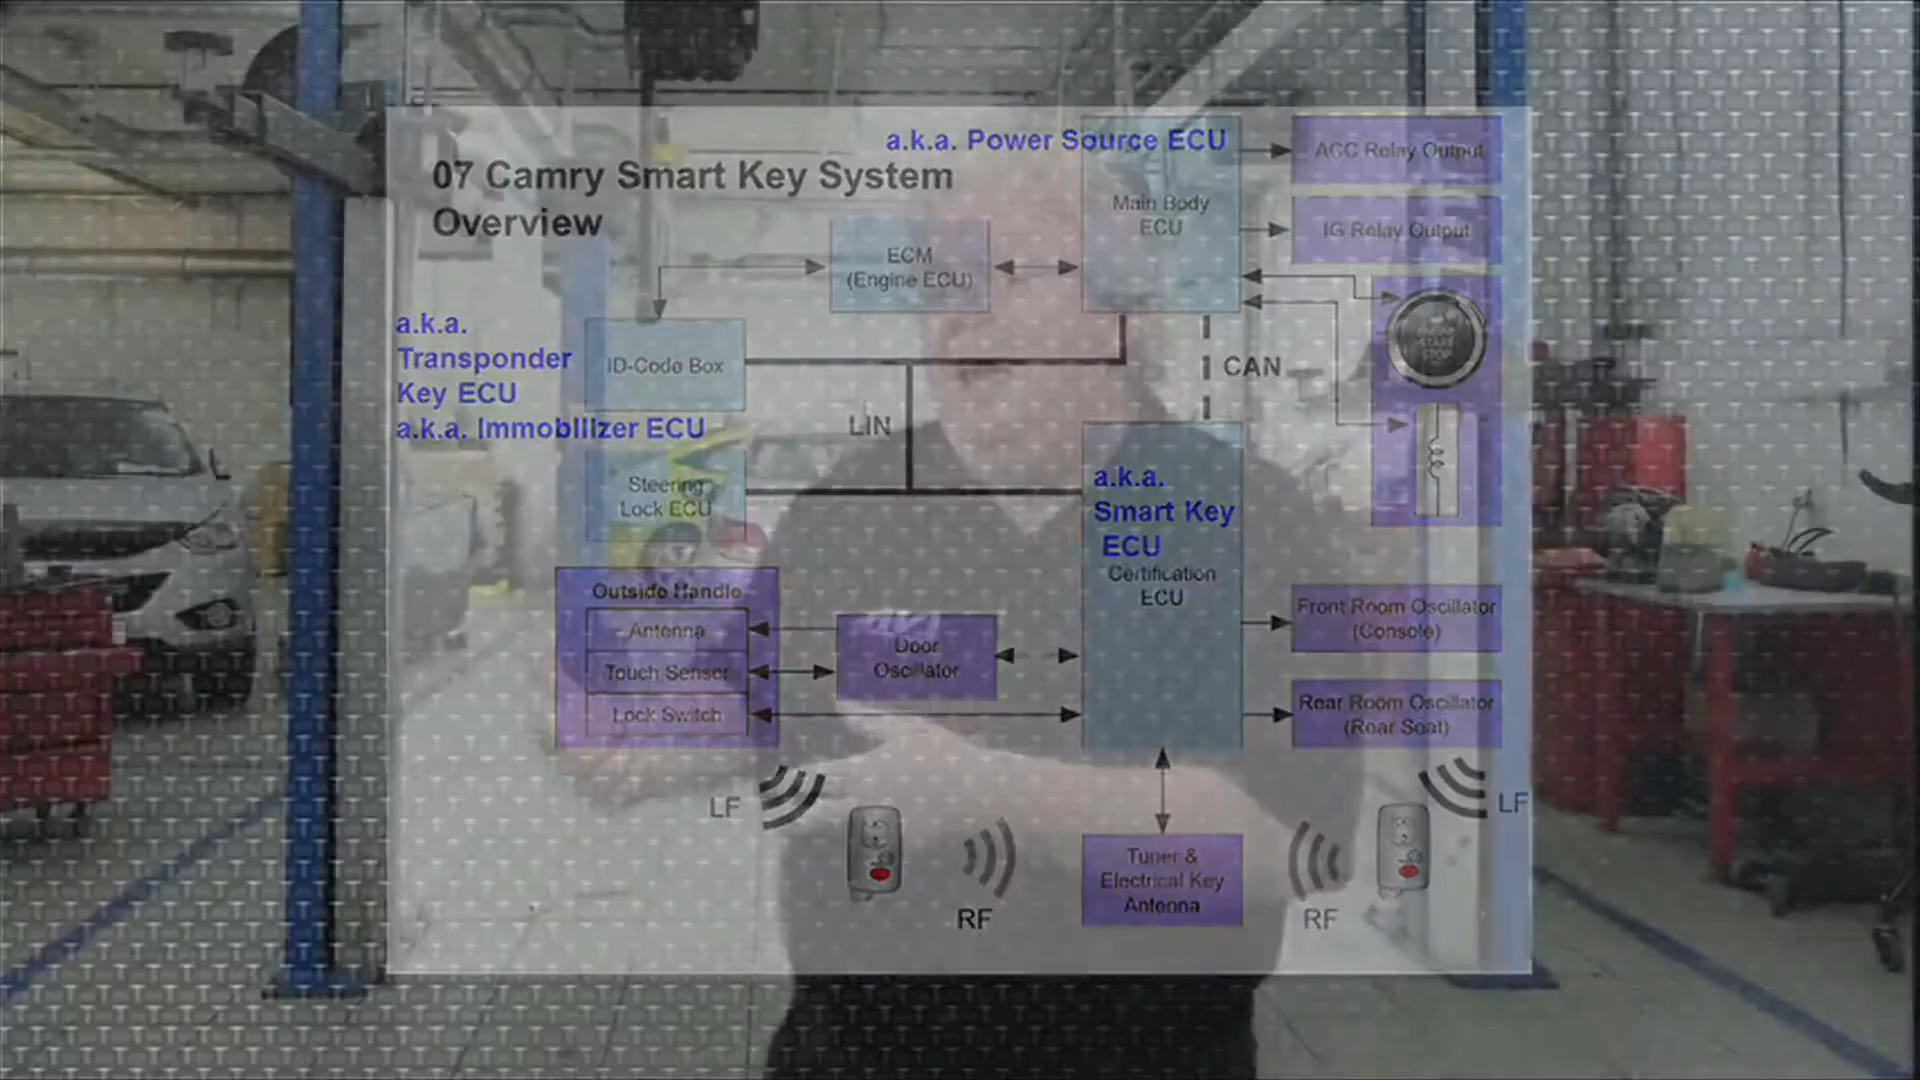 a.k.a. Power Source ECU
07 Camry Smart Key System
Overview
Main Body
ECU
ACC Relay Output
IG Relay Output
ECM
(Engine ECU)
a.k.a.
Transponder
Key ECU
a.k.a. Immobilizer ECU
ID-Code Box
LIN
CAN
START
STOP
Steering
Lock ECU
a.k.a.
Smart Key
ECU
Certification
ECU
Outside Handle
Antenna
Touch Sensor
Lock Switch
Door
Oscillator
Front Room Oscillator
(Console)
Rear Room Oscillator
(Rear Seat)
LF
LF
RF
Tuner &
Electrical Key
Antenna
RF